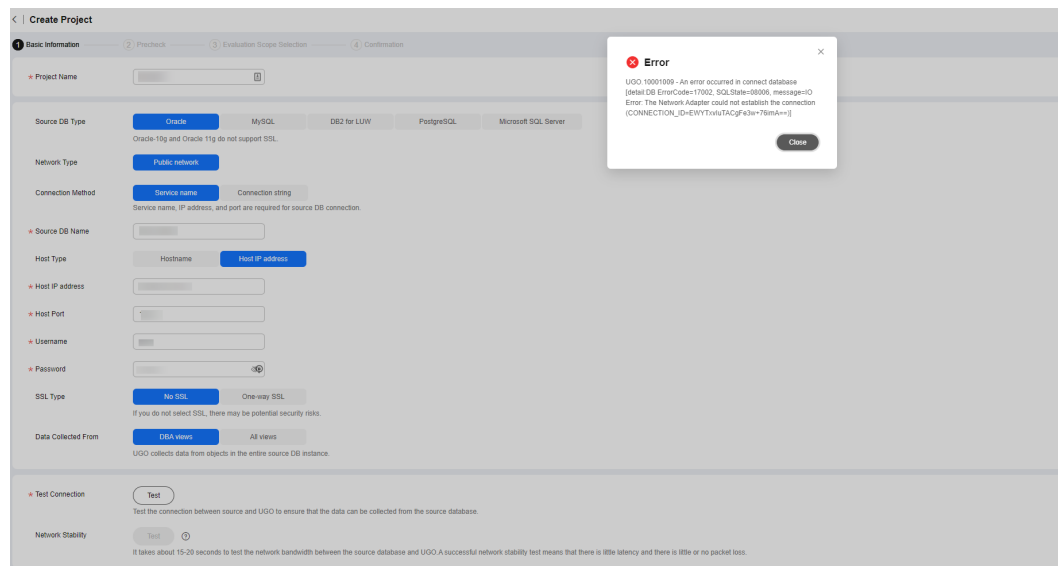 < | Create Project
1 Basic Information 2 Precheck 3 Evaluation Scope Selection 4 Confirmation
* Project Name
Source DB Type Oracle MySQL DB2 for LUW PostgreSQL Microsoft SQL Server
Oracle-10g and Oracle 11g do not support SSL.
Network Type Public network
Connection Method Service name Connection string
Service name, IP address, and port are required for source DB connection.
* Source DB Name
Host Type Hostname Host IP address
* Host IP address
* Host Port
* Username
* Password
SSL Type No SSL One-way SSL
If you do not select SSL, there may be potential security risks.
Data Collected From DBA views All views
UGO collects data from objects in the entire source DB instance.
* Test Connection Test
Test the connection between source and UGO to ensure that the data can be collected from the source database.
Network Stability Test
It takes about 15-20 seconds to test the network bandwidth between the source database and UGO.A successful network stability test means that there is little latency and there is little or no packet loss.
Error
UGO.10001009 - An error occurred in connect database
[detail:DB ErrorCode=17002, SQLState=08006, message=IO
Error: The Network Adapter could not establish the connection
Close